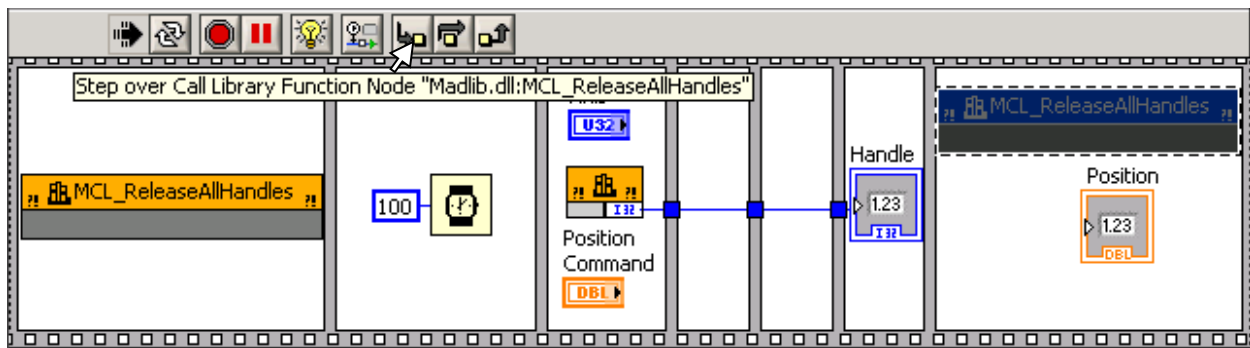 Step over Call Library Function Node "Madlib.dll:MCL_ReleaseAllHandles"
?! MCL_ReleaseAllHandles ?!
100
U32
?! ?!
I32
Position
Command
DBL
Handle
1.23
I32
?! MCL_ReleaseAllHandles ?!
Position
1.23
DBL